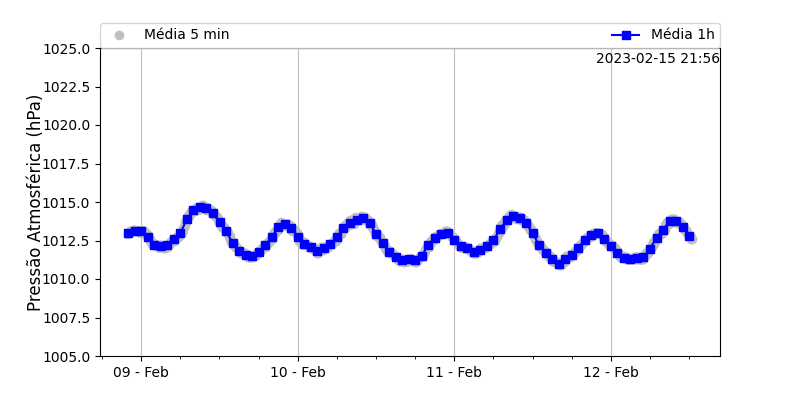 Média 5 min
Média 1h
2023-02-15 21:56
Pressão Atmosférica (hPa)
1025.0
1022.5
1020.0
1017.5
1015.0
1012.5
1010.0
1007.5
1005.0
09 - Feb
10 - Feb
11 - Feb
12 - Feb